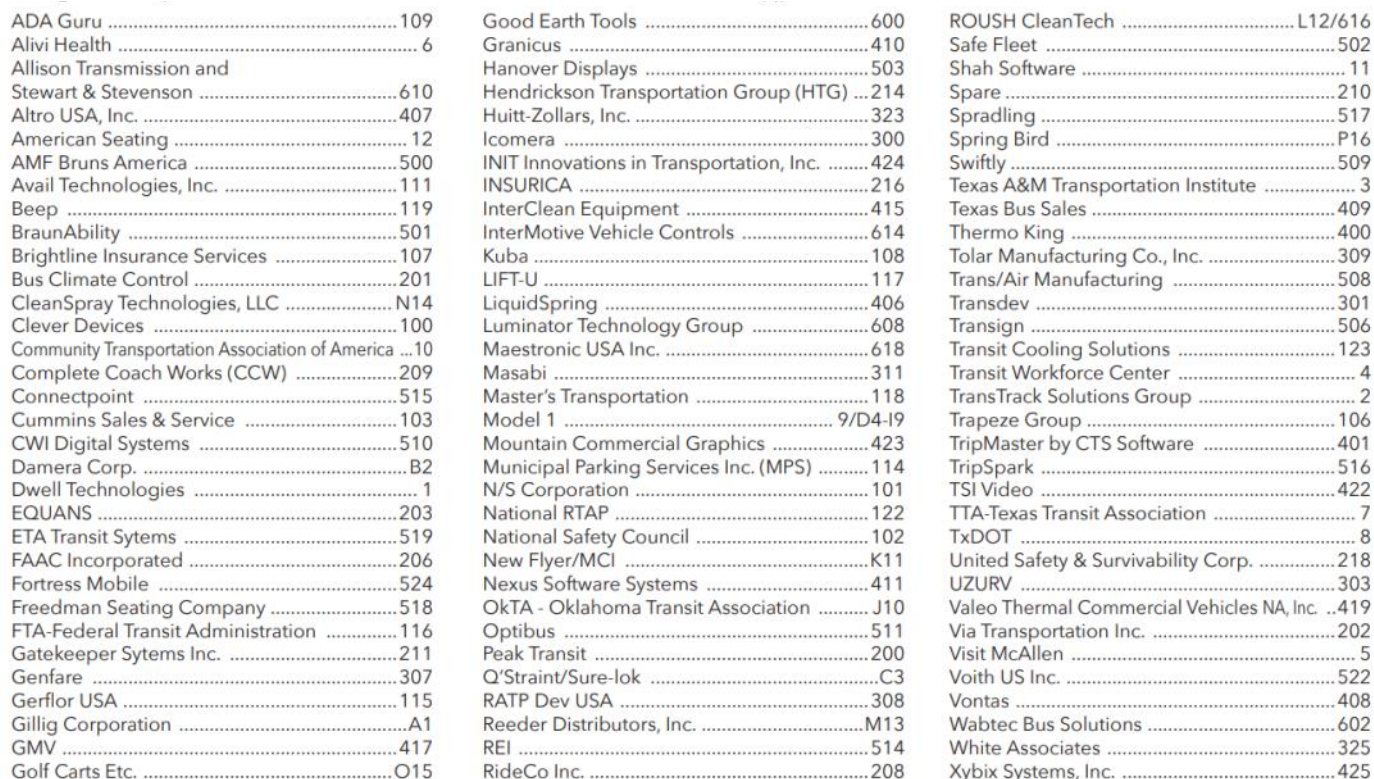 ADA Guru ..... 109
Alivi Health ..... 6
Allison Transmission and
Stewart & Stevenson ..... 610
Altro USA, Inc. ..... 407
American Seating ..... 12
AMF Bruns America ..... 500
Avail Technologies, Inc. ..... 111
Beep ..... 119
BraunAbility ..... 501
Brightline Insurance Services ..... 107
Bus Climate Control ..... 201
CleanSpray Technologies, LLC ..... N14
Clever Devices ..... 100
Community Transportation Association of America ...10
Complete Coach Works (CCW) ..... 209
Connectpoint ..... 515
Cummins Sales & Service ..... 103
CWI Digital Systems ..... 510
Damera Corp. ..... B2
Dwell Technologies ..... 1
EQUANS ..... 203
ETA Transit Sytems ..... 519
FAAC Incorporated ..... 206
Fortress Mobile ..... 524
Freedman Seating Company ..... 518
FTA-Federal Transit Administration ..... 116
Gatekeeper Sytems Inc. ..... 211
Genfare ..... 307
Gerflor USA ..... 115
Gillig Corporation ..... A1
GMV ..... 417
Golf Carts Etc. ..... O15
Good Earth Tools ..... 600
Granicus ..... 410
Hanover Displays ..... 503
Hendrickson Transportation Group (HTG) ...214
Huitt-Zollars, Inc. ..... 323
Icomera ..... 300
INIT Innovations in Transportation, Inc. ..... 424
INSURICA ..... 216
InterClean Equipment ..... 415
InterMotive Vehicle Controls ..... 614
Kuba ..... 108
LIFT-U ..... 117
LiquidSpring ..... 406
Luminator Technology Group ..... 608
Maestronic USA Inc. ..... 618
Masabi ..... 311
Master's Transportation ..... 118
Model 1 ..... 9/D4-I9
Mountain Commercial Graphics ..... 423
Municipal Parking Services Inc. (MPS) ..... 114
N/S Corporation ..... 101
National RTAP ..... 122
National Safety Council ..... 102
New Flyer/MCI ..... K11
Nexus Software Systems ..... 411
OkTA - Oklahoma Transit Association ..... J10
Optibus ..... 511
Peak Transit ..... 200
Q'Straint/Sure-lok ..... C3
RATP Dev USA ..... 308
Reeder Distributors, Inc. ..... M13
REI ..... 514
RideCo Inc. ..... 208
ROUSH CleanTech ..... L12/616
Safe Fleet ..... 502
Shah Software ..... 11
Spare ..... 210
Spradling ..... 517
Spring Bird ..... P16
Swiftly ..... 509
Texas A&M Transportation Institute ..... 3
Texas Bus Sales ..... 409
Thermo King ..... 400
Tolar Manufacturing Co., Inc. ..... 309
Trans/Air Manufacturing ..... 508
Transdev ..... 301
Transign ..... 506
Transit Cooling Solutions ..... 123
Transit Workforce Center ..... 4
TransTrack Solutions Group ..... 2
Trapeze Group ..... 106
TripMaster by CTS Software ..... 401
TripSpark ..... 516
TSI Video ..... 422
TTA-Texas Transit Association ..... 7
TxDOT ..... 8
United Safety & Survivability Corp. ..... 218
UZURV ..... 303
Valeo Thermal Commercial Vehicles NA, Inc. ..419
Via Transportation Inc. ..... 202
Visit McAllen ..... 5
Voith US Inc. ..... 522
Vontas ..... 408
Wabtec Bus Solutions ..... 602
White Associates ..... 325
Xybix Systems, Inc. ..... 425